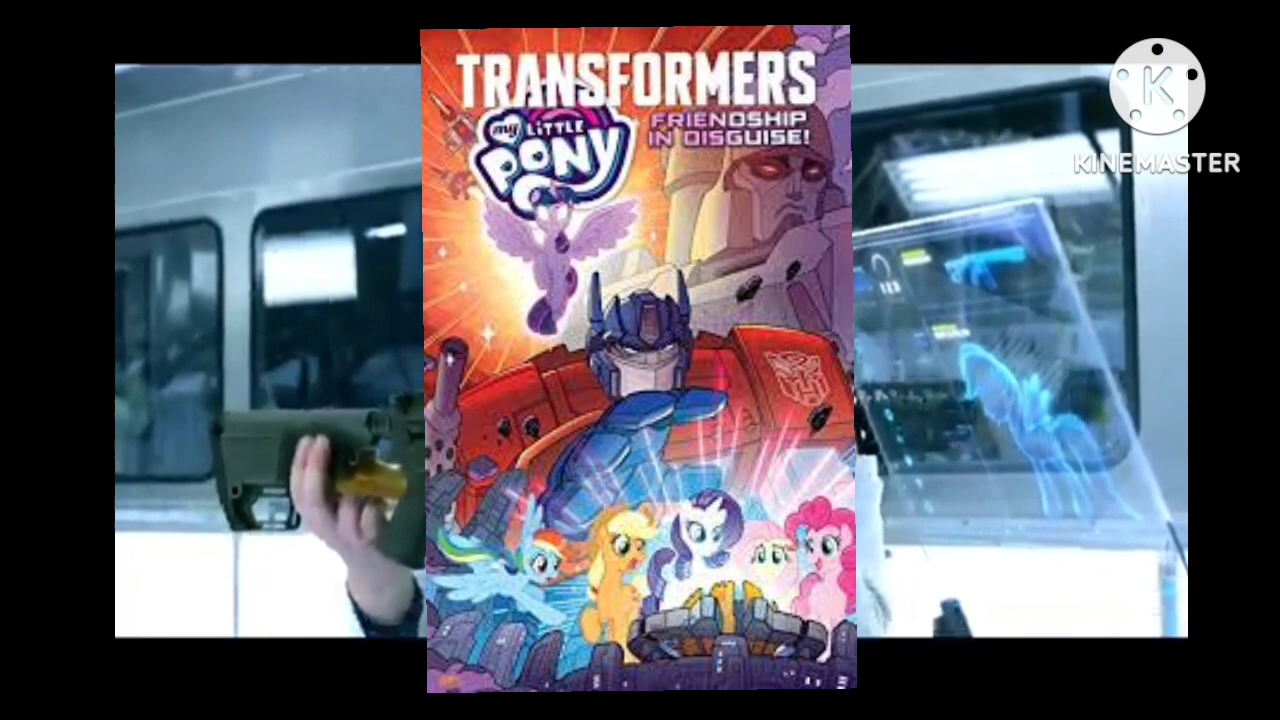 TRANSFORMERS
my LiTTLE
PONY
FRIENDSHIP
IN DISGUISE!
K
KINEMASTER